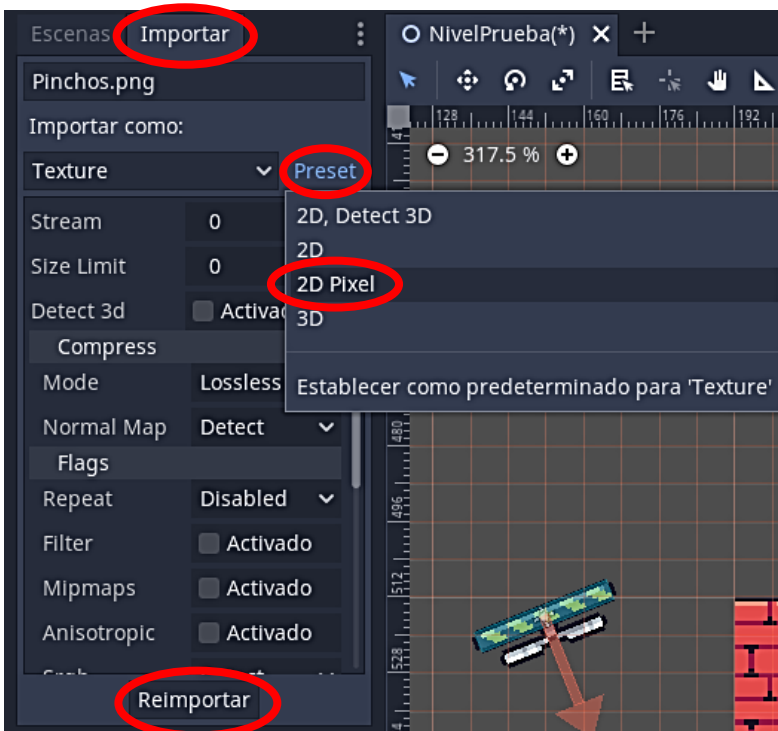 Escenas Importar
NivelPrueba(*)
Pinchos.png
Importar como:
Texture Preset
Stream 0
Size Limit 0
Detect 3d
Compress
Mode Lossless
Normal Map Detect
Flags
Repeat Disabled
Filter Activado
Mipmaps Activado
Anisotropic Activado
Reimportar
2D, Detect 3D
2D
2D Pixel
3D
Establecer como predeterminado para 'Texture'
128 144 160 176 192
317.5 %
480
496
512
528